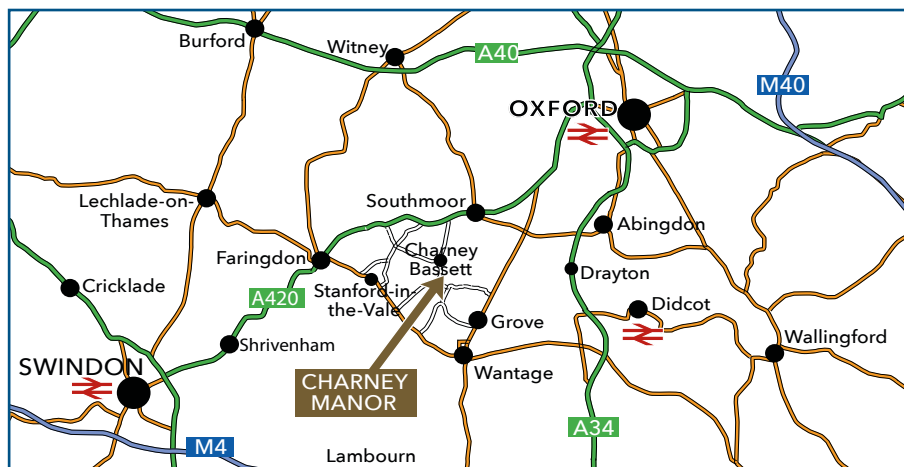 Burford
Witney
A40
M40
OXFORD
Lechlade-on-
Thames
Southmoor
Abingdon
Faringdon
Charney
Bassett
Cricklade
A420
Stanford-in-
the-Vale
Drayton
Didcot
Grove
Shrivenham
Wallingford
SWINDON
Wantage
CHARNEY
MANOR
A34
M4
Lambourn